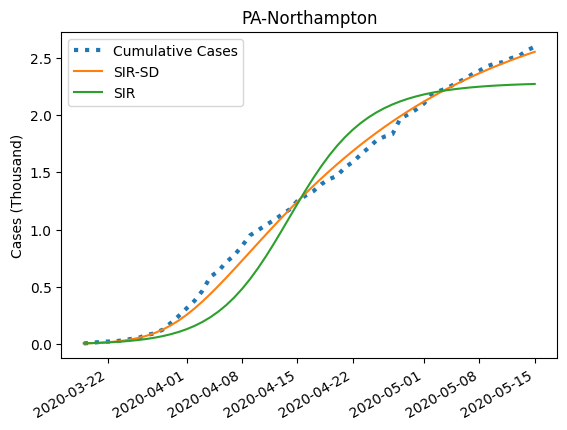 PA-Northampton
Cumulative Cases
SIR-SD
SIR
Cases (Thousand)
2.5
2.0
1.5
1.0
0.5
0.0
2020-03-22
2020-04-01
2020-04-08
2020-04-15
2020-04-22
2020-05-01
2020-05-08
2020-05-15